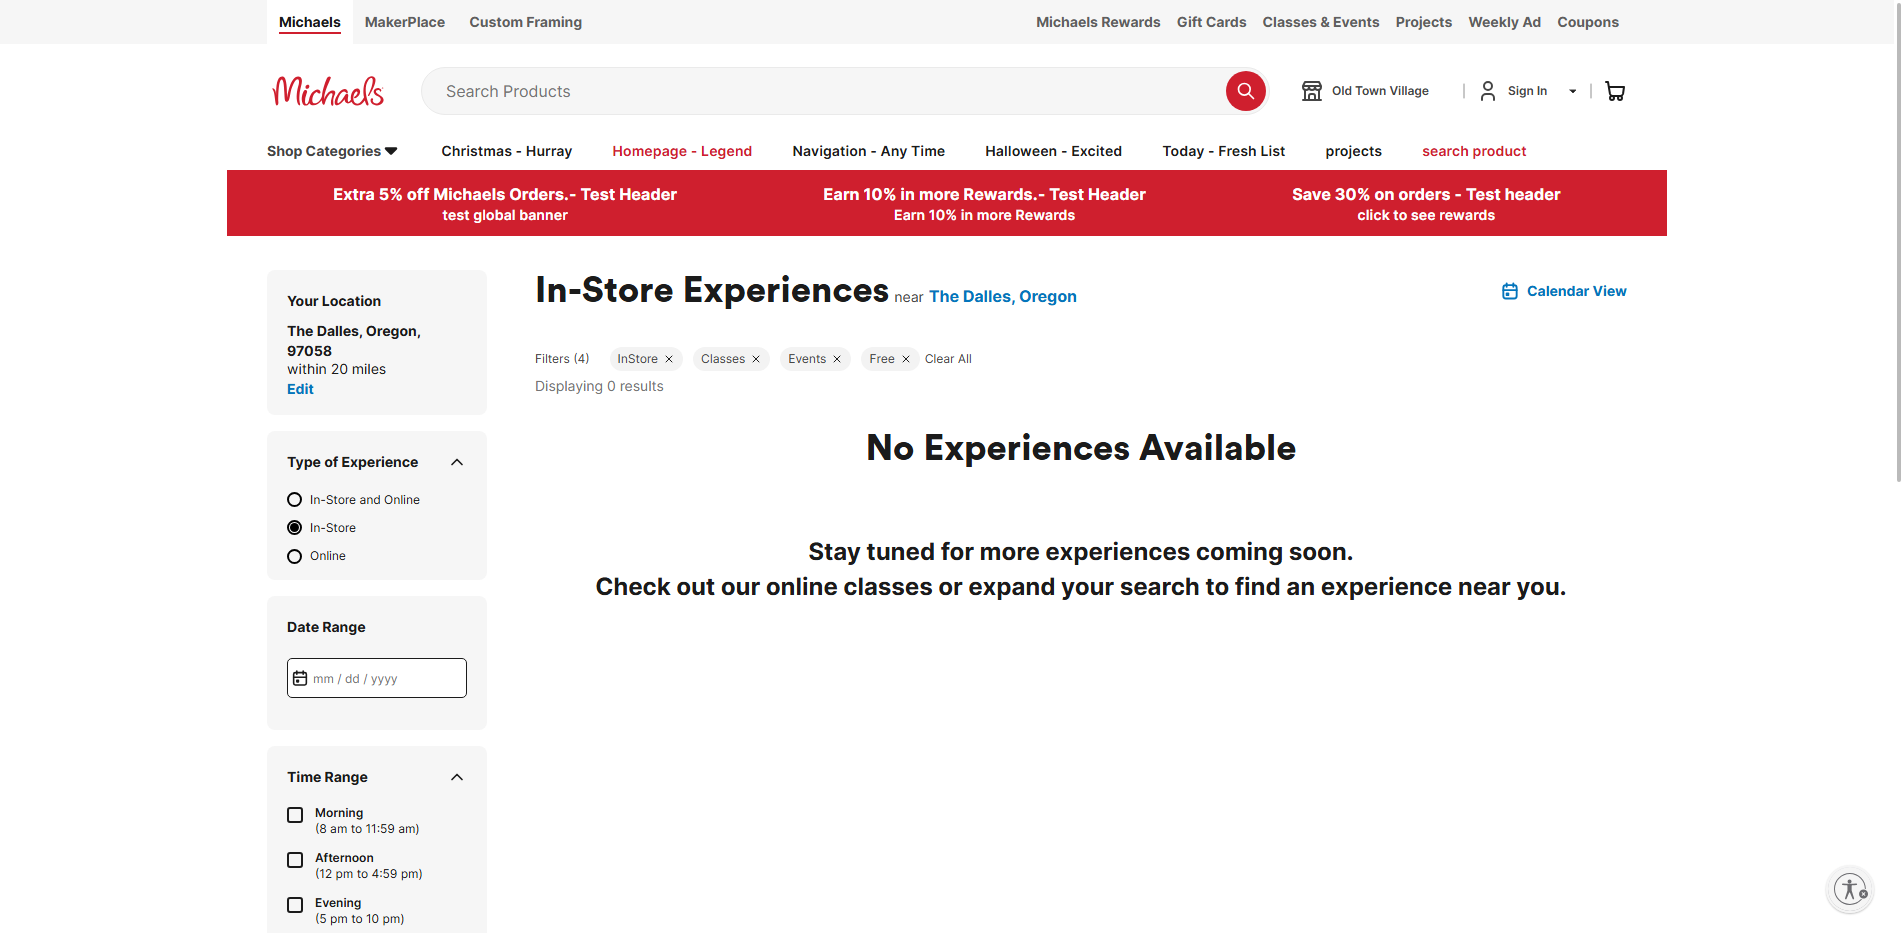 Michaels MakerPlace Custom Framing Michaels Rewards Gift Cards Classes & Events Projects Weekly Ad Coupons
Michaels Search Products Old Town Village Sign In
Shop Categories Christmas - Hurray Homepage - Legend Navigation - Any Time Halloween - Excited Today - Fresh List projects search product
Extra 5% off Michaels Orders.- Test Header Earn 10% in more Rewards.- Test Header Save 30% on orders - Test header
test global banner Earn 10% in more Rewards click to see rewards
Your Location
The Dalles, Oregon,
97058
within 20 miles
Edit
Type of Experience
In-Store and Online
In-Store
Online
Date Range
mm / dd / yyyy
Time Range
Morning
(8 am to 11:59 am)
Afternoon
(12 pm to 4:59 pm)
Evening
(5 pm to 10 pm)
In-Store Experiences near The Dalles, Oregon
Calendar View
Filters (4) InStore Classes Events Free Clear All
Displaying 0 results
No Experiences Available
Stay tuned for more experiences coming soon.
Check out our online classes or expand your search to find an experience near you.